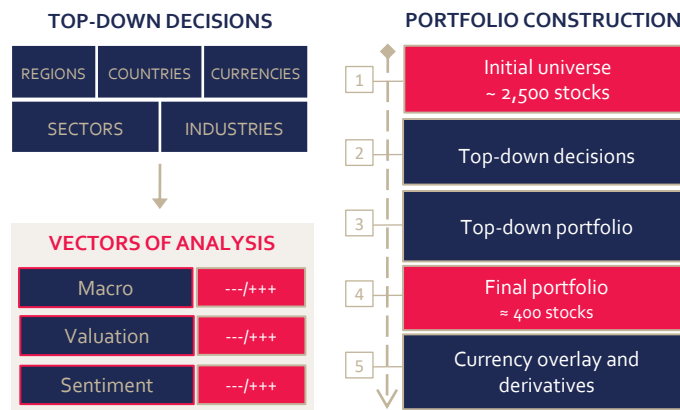 TOP-DOWN DECISIONS
REGIONS
COUNTRIES
CURRENCIES
SECTORS
INDUSTRIES
VECTORS OF ANALYSIS
Macro
---/+++
Valuation
---/+++
Sentiment
---/+++
PORTFOLIO CONSTRUCTION
1
Initial universe
~ 2,500 stocks
2
Top-down decisions
3
Top-down portfolio
4
Final portfolio
≈ 400 stocks
5
Currency overlay and
derivatives